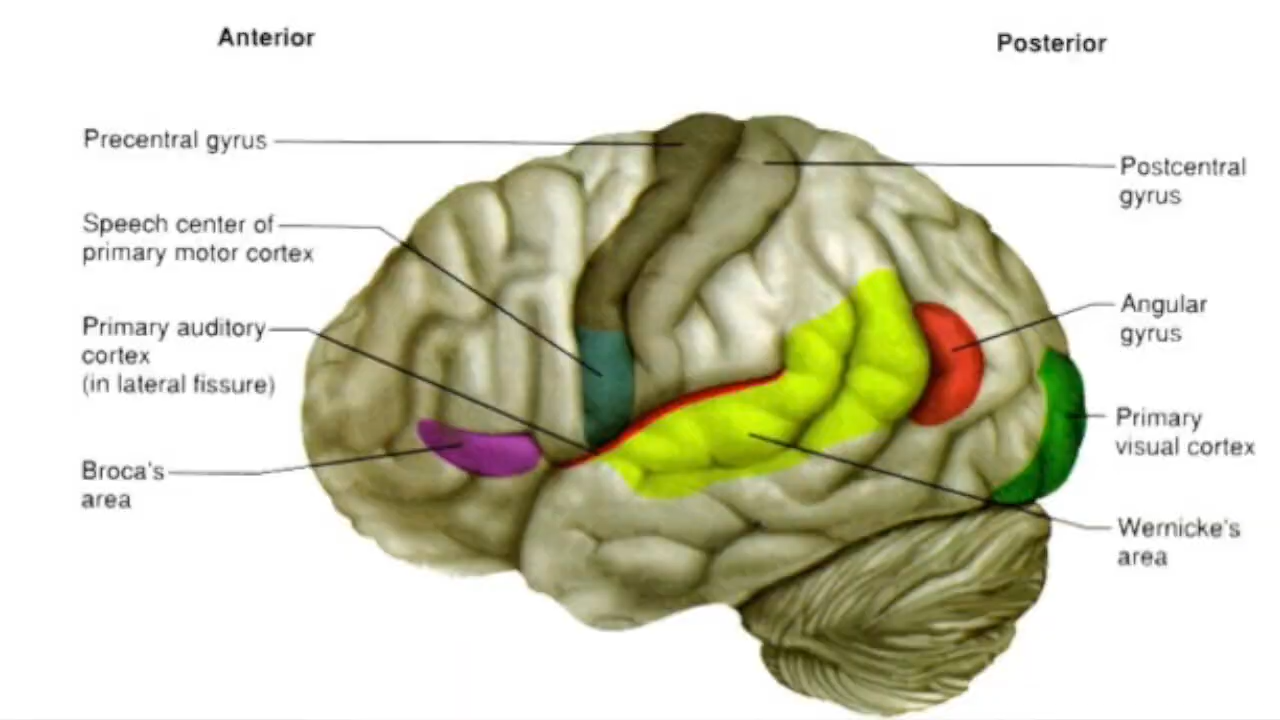 Anterior
Posterior
Precentral gyrus
Speech center of
primary motor cortex
Primary auditory
cortex
(in lateral fissure)
Broca's
area
Postcentral
gyrus
Angular
gyrus
Primary
visual cortex
Wernicke's
area